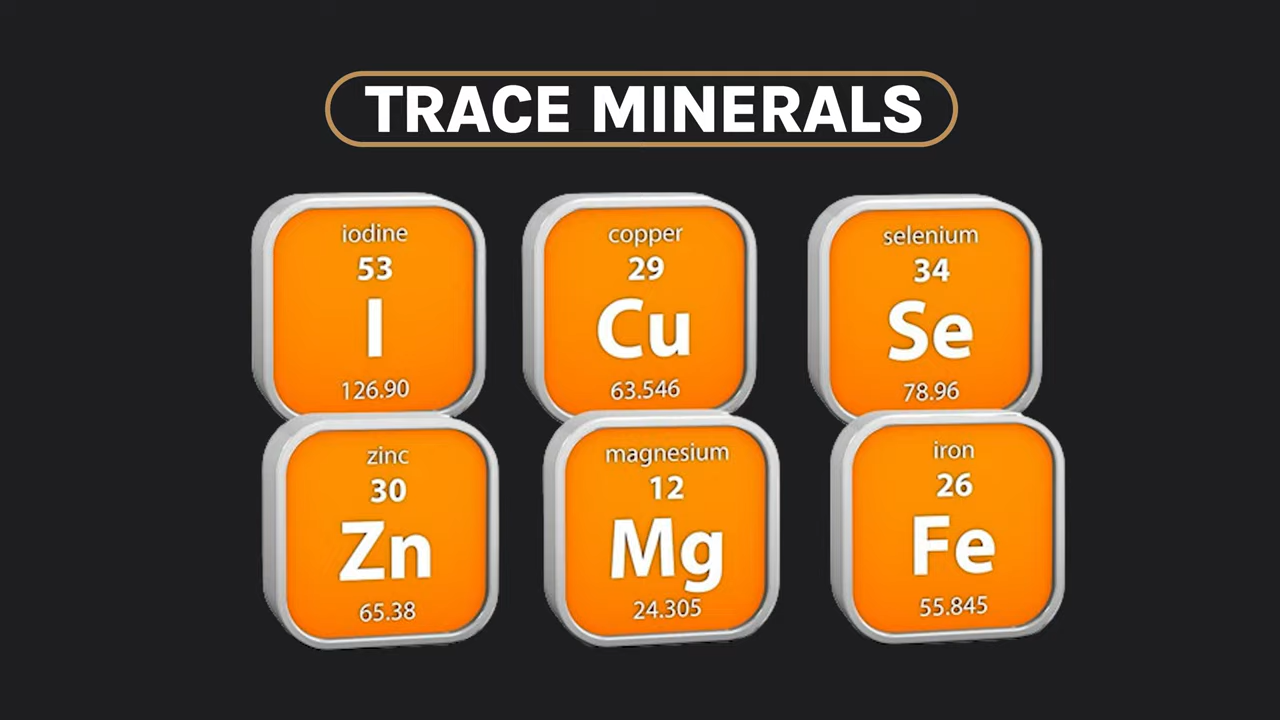 TRACE MINERALS
iodine
53
I
126.90
copper
29
Cu
63.546
selenium
34
Se
78.96
zinc
30
Zn
65.38
magnesium
12
Mg
24.305
iron
26
Fe
55.845